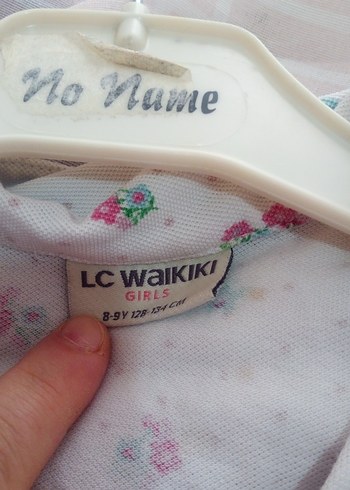 No Name
LC WAIKIKI
GIRLS
8-9Y 128-134 CM